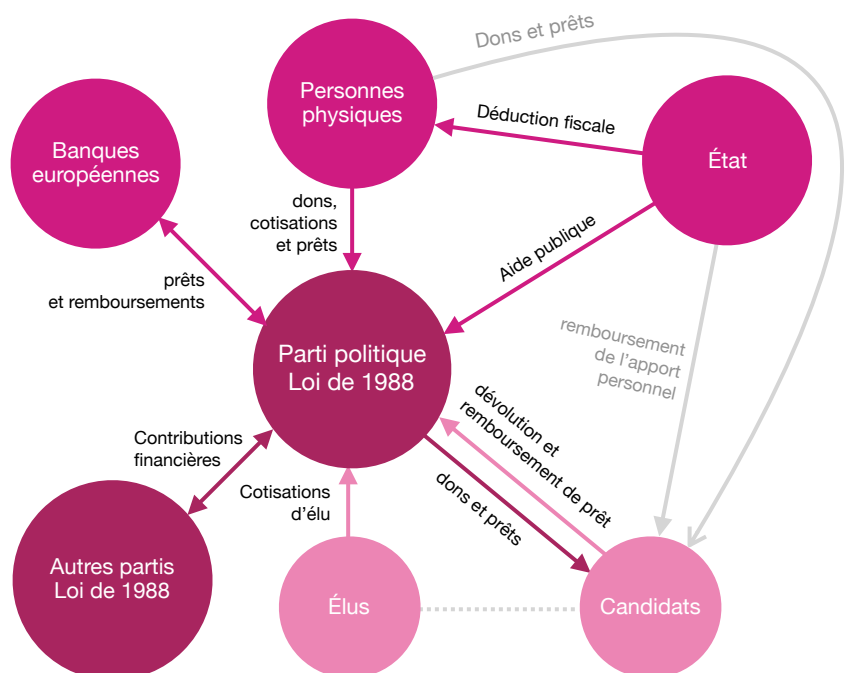 Dons et prêts
Personnes
physiques
Déduction fiscale
Banques
européennes
État
dons,
cotisations
et prêts
Aide publique
prêts
et remboursements
remboursement
de l'apport
personnel
Parti politique
Loi de 1988
dévolution et
remboursement de prêt
Contributions
financières
dons et prêts
Cotisations
d'élu
Autres partis
Loi de 1988
Élus
Candidats